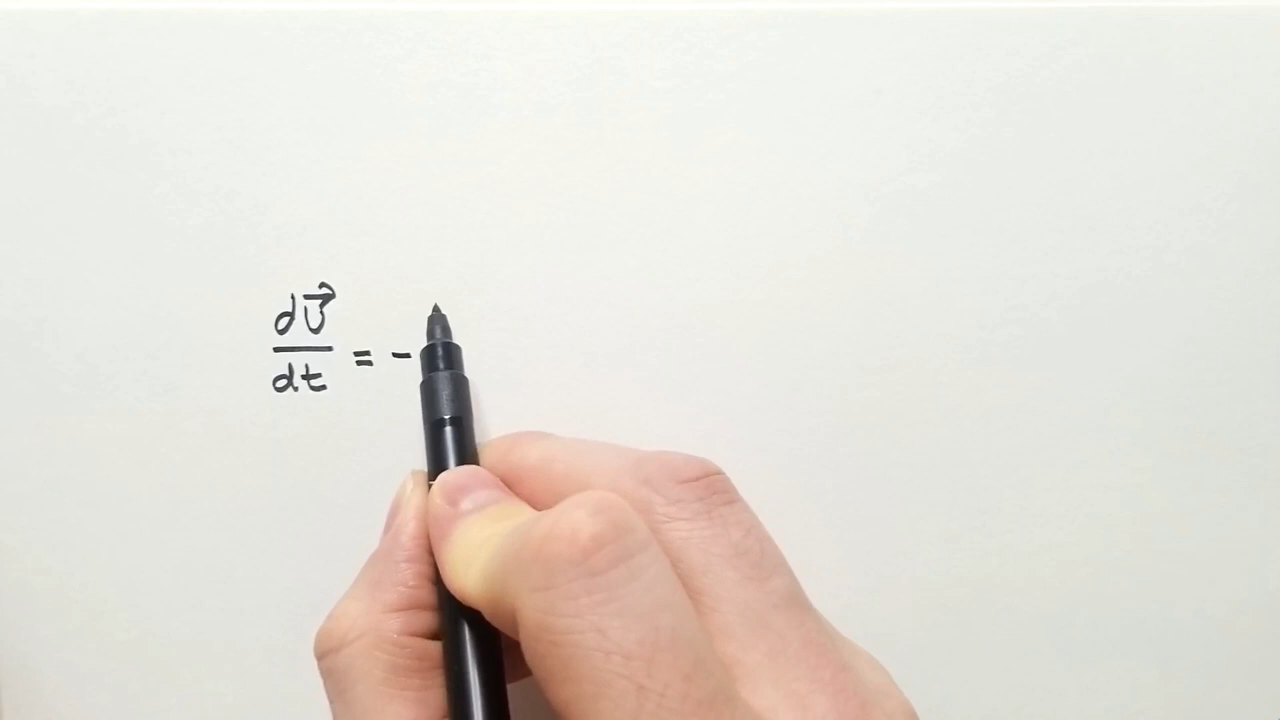 dv⃗/dt = -